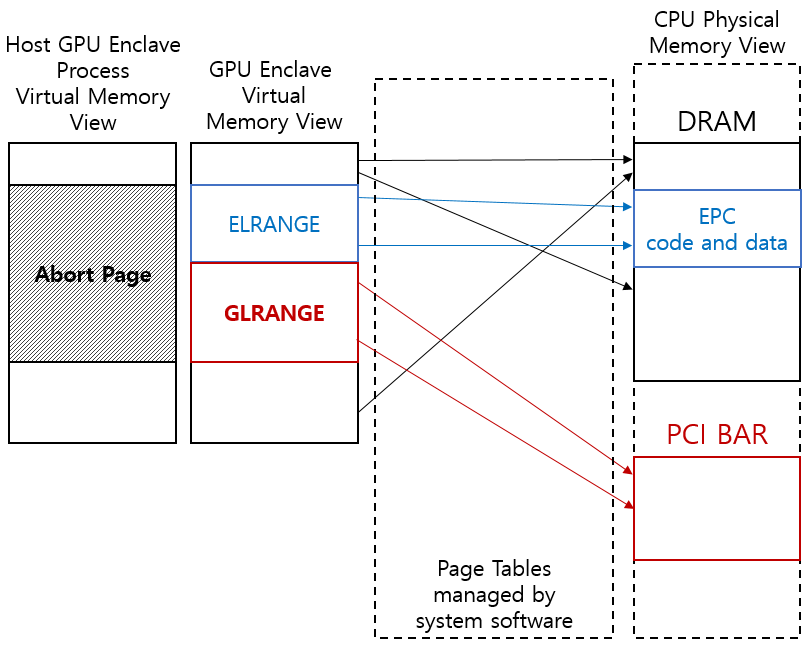 Host GPU Enclave
Process
Virtual Memory
View
GPU Enclave
Virtual
Memory View
CPU Physical
Memory View
DRAM
Abort Page
ELRANGE
GLRANGE
EPC
code and data
PCI BAR
Page Tables
managed by
system software